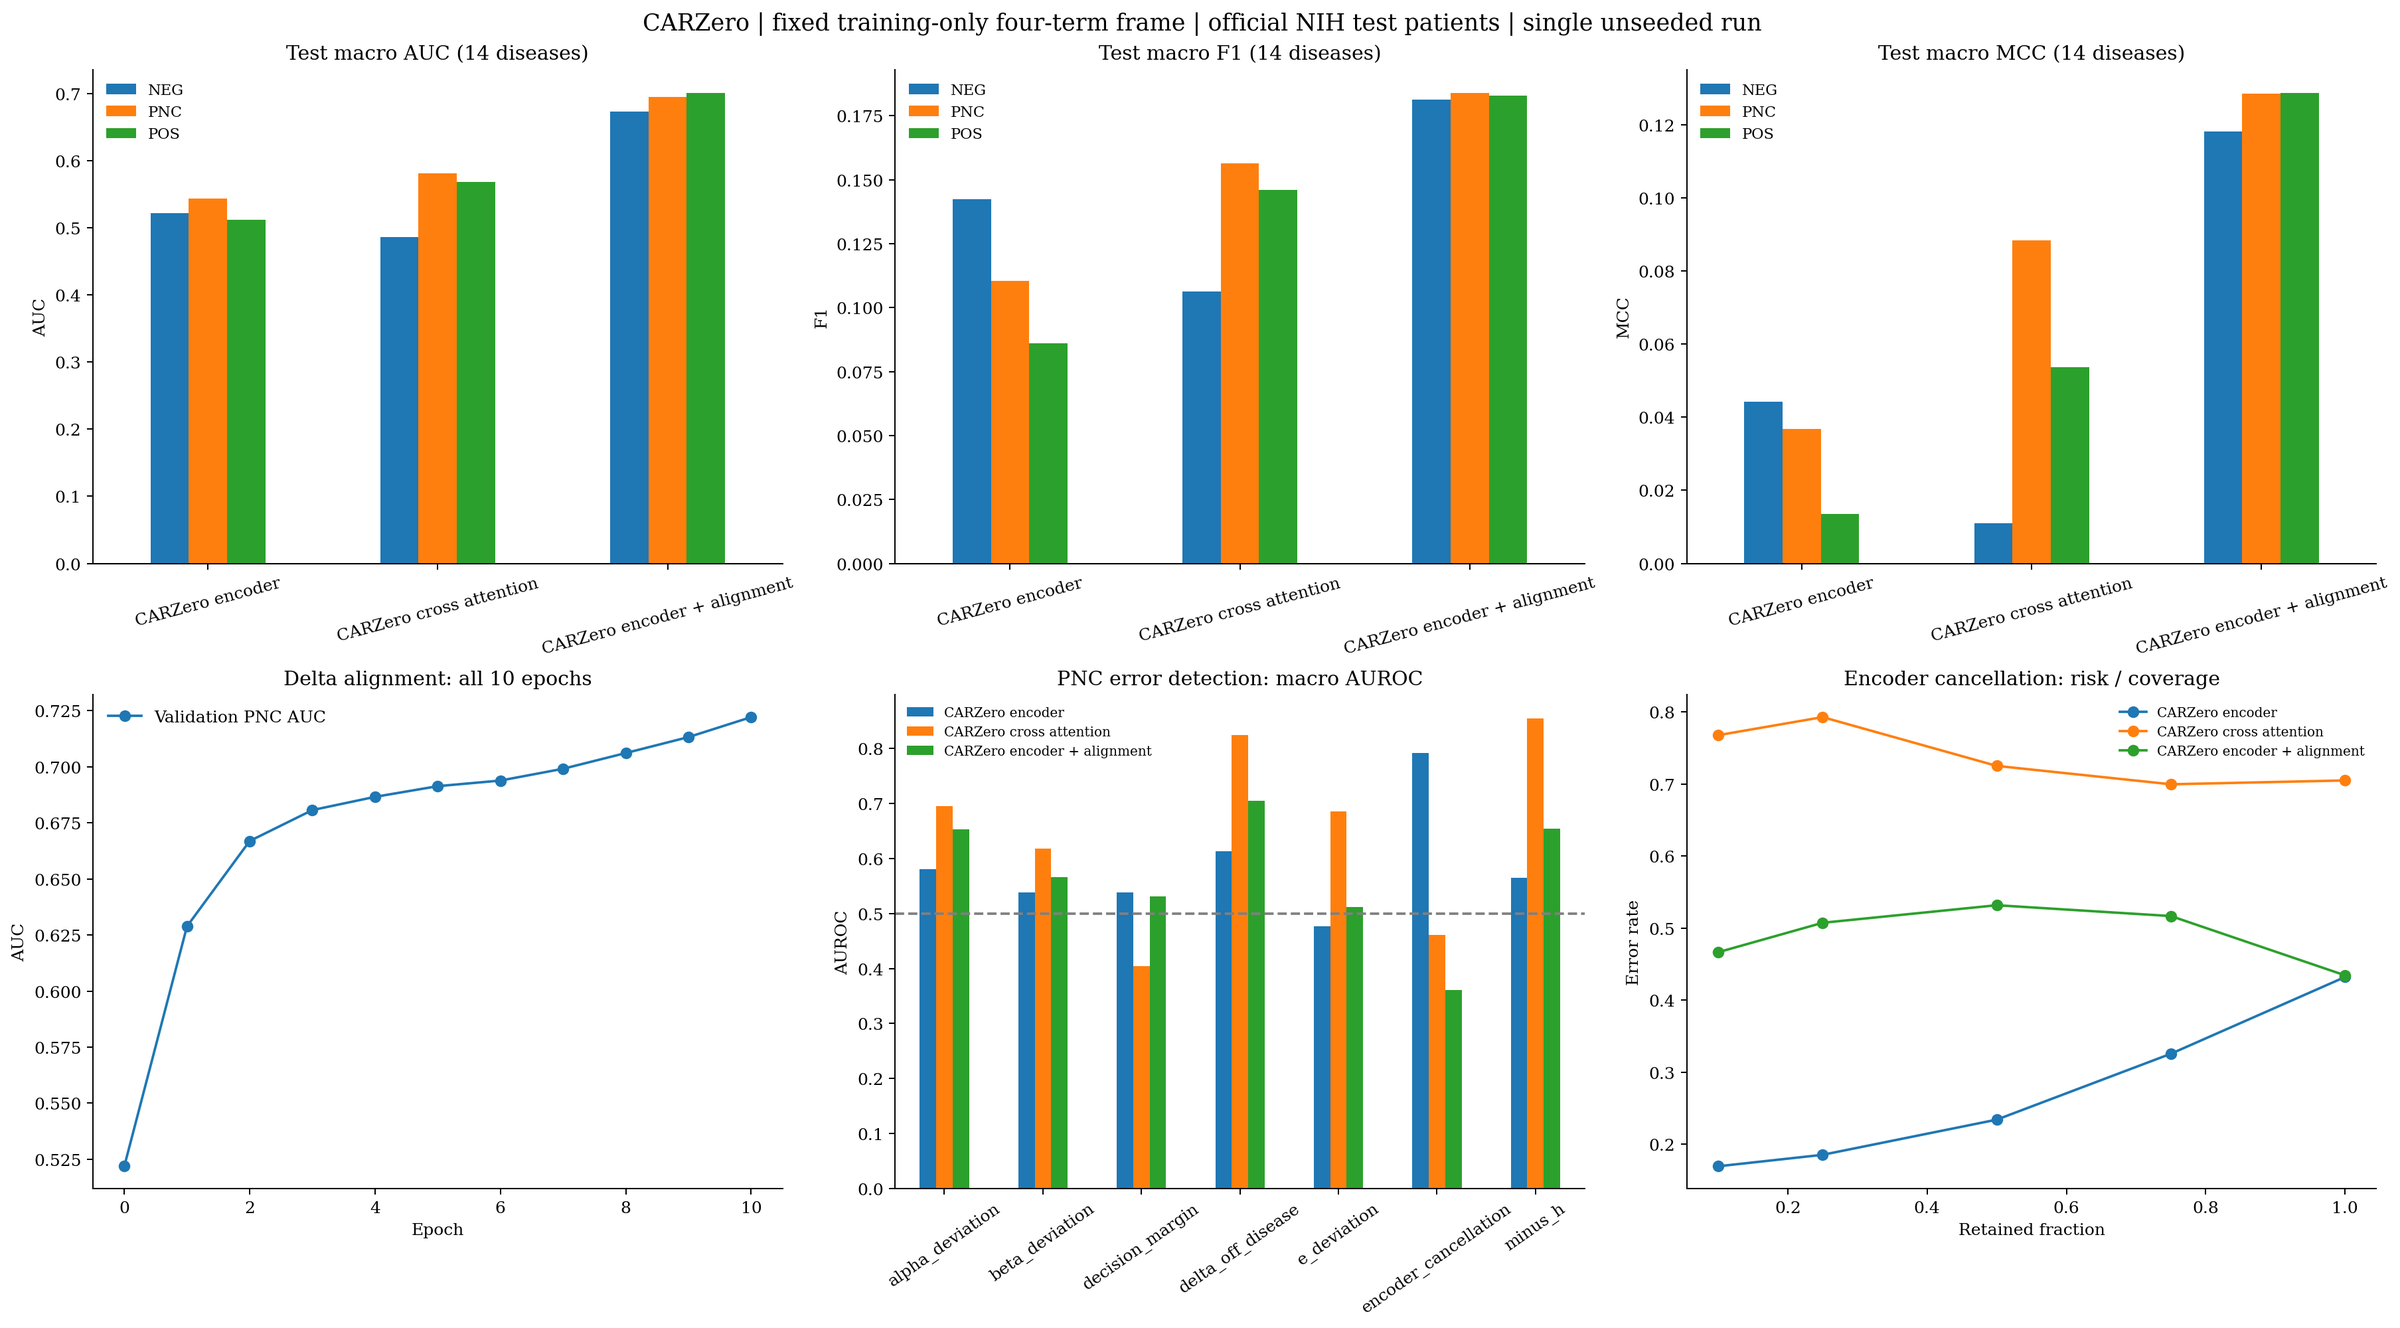 CARZero | fixed training-only four-term frame | official NIH test patients | single unseeded run
Test macro AUC (14 diseases)
NEG
PNC
POS
AUC
0.7
0.6
0.5
0.4
0.3
0.2
0.1
0.0
CARZero encoder
CARZero cross attention
CARZero encoder + alignment
Test macro F1 (14 diseases)
NEG
PNC
POS
F1
0.175
0.150
0.125
0.100
0.075
0.050
0.025
0.000
CARZero encoder
CARZero cross attention
CARZero encoder + alignment
Test macro MCC (14 diseases)
NEG
PNC
POS
MCC
0.12
0.10
0.08
0.06
0.04
0.02
0.00
CARZero encoder
CARZero cross attention
CARZero encoder + alignment
Delta alignment: all 10 epochs
Validation PNC AUC
AUC
0.725
0.700
0.675
0.650
0.625
0.600
0.575
0.550
0.525
0 2 4 6 8 10
Epoch
PNC error detection: macro AUROC
CARZero encoder
CARZero cross attention
CARZero encoder + alignment
AUROC
0.8
0.7
0.6
0.5
0.4
0.3
0.2
0.1
0.0
alpha_deviation
beta_deviation
decision_margin
delta_off_disease
e_deviation
encoder_cancellation
minus_h
Encoder cancellation: risk / coverage
CARZero encoder
CARZero cross attention
CARZero encoder + alignment
Error rate
0.8
0.7
0.6
0.5
0.4
0.3
0.2
0.2 0.4 0.6 0.8 1.0
Retained fraction